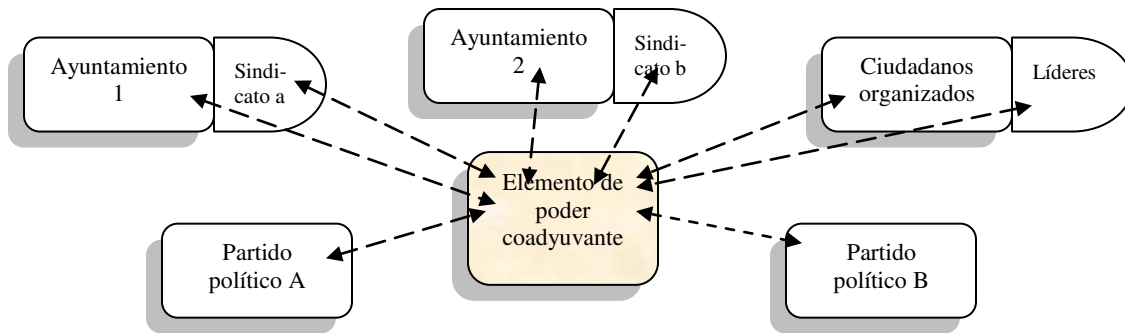 Ayuntamiento
1
Sindi-
cato a
Ayuntamiento
2
Sindi-
cato b
Ciudadanos
organizados
Líderes
Elemento de
poder
coadyuvante
Partido
político A
Partido
político B